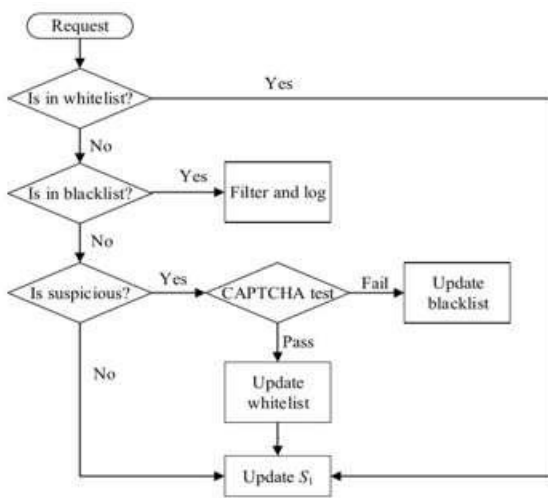 Request
Is in whitelist?
Yes
No
Is in blacklist?
Yes
Filter and log
No
Is suspicious?
Yes
CAPTCHA test
Fail
Update
blacklist
No
Pass
Update
whitelist
Update S₁